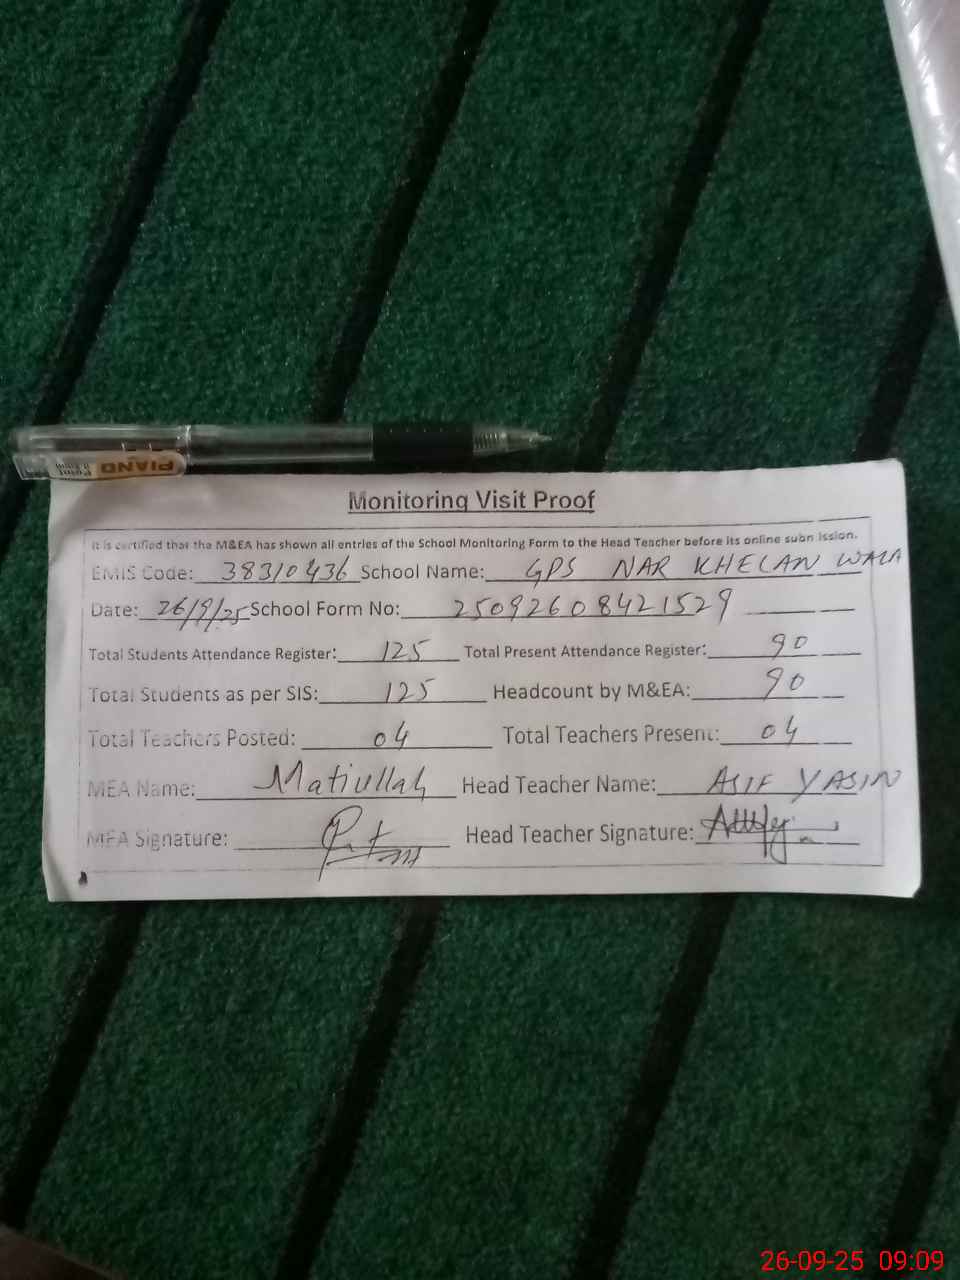 PIANO
Point
Monitoring Visit Proof
It is certified that the M&EA has shown all entries of the School Monitoring Form to the Head Teacher before its online subn ission.
EMIS Code: 38310436 School Name: GPS NAR KHELAN WALA
Date: 26/9/25 School Form No: 25092608421529
Total Students Attendance Register: 125 Total Present Attendance Register: 90
Total Students as per SIS: 125 Headcount by M&EA: 90
Total Teachers Posted: 04 Total Teachers Present: 04
MEA Name: Matiullah Head Teacher Name: ASIF YASIN
MEA Signature: Head Teacher Signature:
26-09-25 09:09